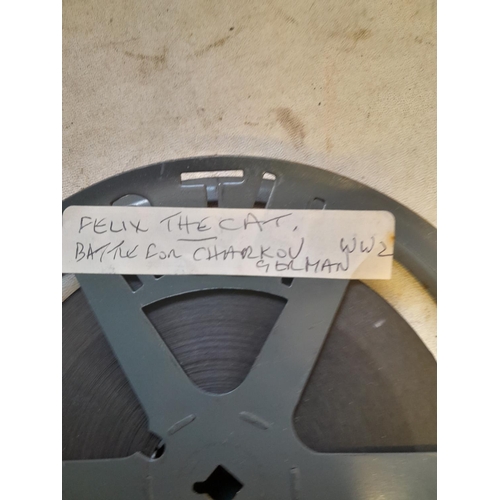 FELIX THE CAT.
BATTLE FOR CHARKOV WW2
GERMAN